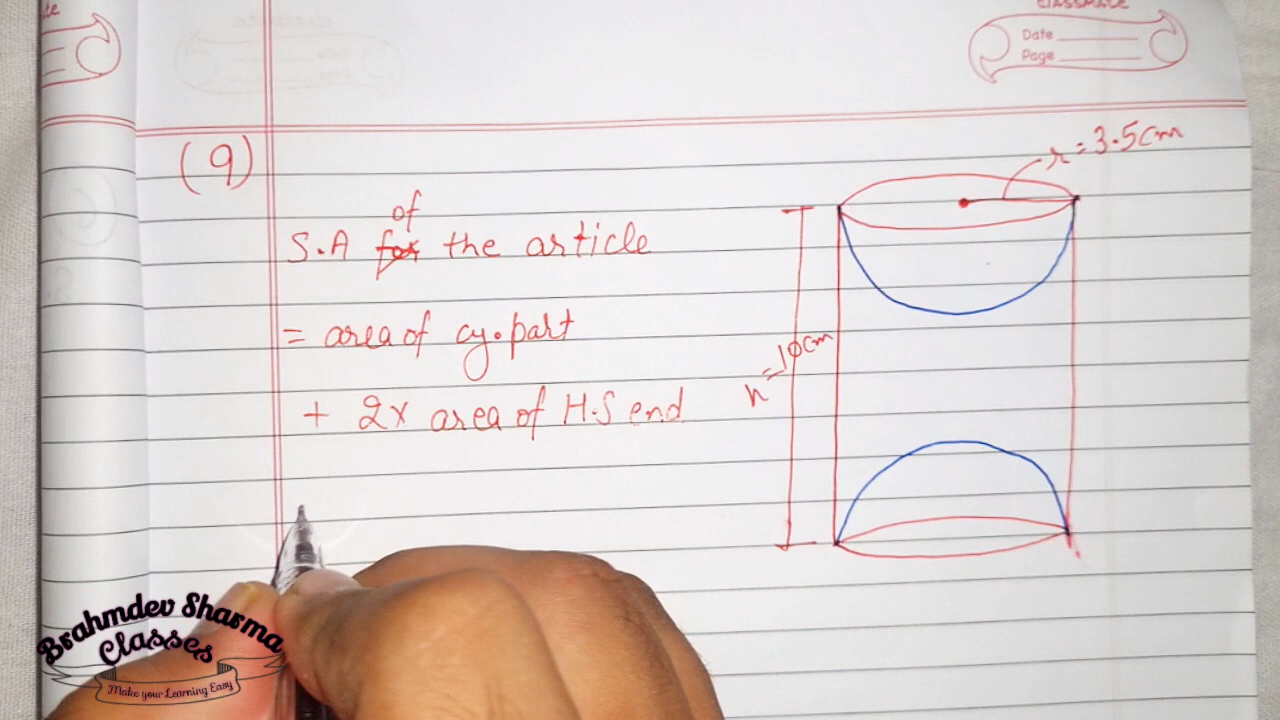 CLASSMATE
Date
Page
(9)
of
S.A for the article
= area of cy. part
+ 2x area of H.S end
r = 3.5cm
h = 10cm
Brahmdev Sharma
Classes
Make your Learning Easy